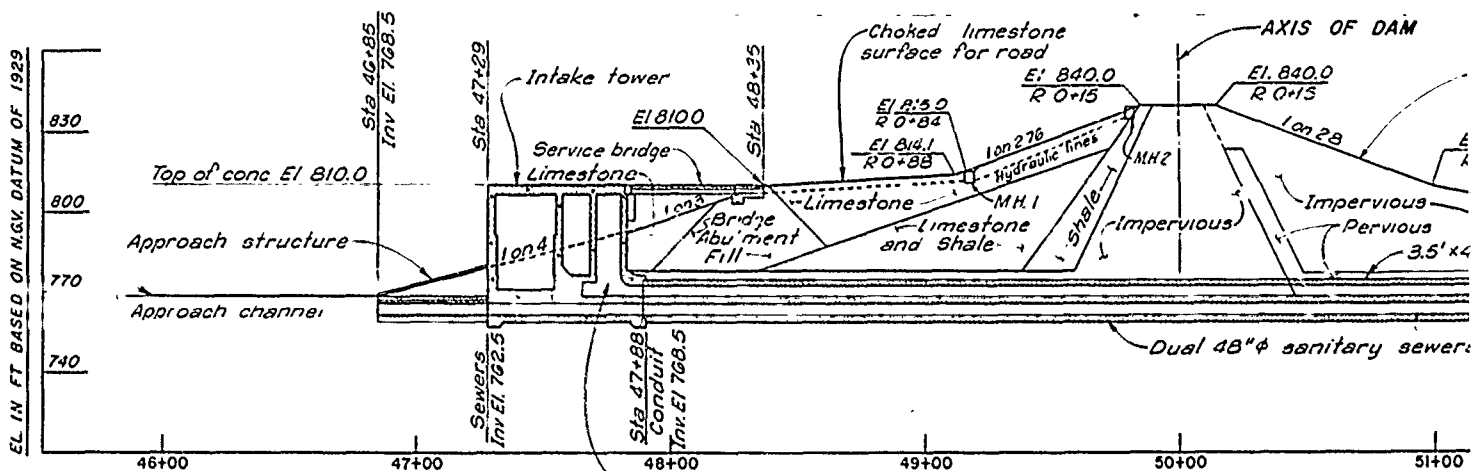 EL IN FT BASED ON N.G.V. DATUM OF 1929
830
800
770
740
Sta 46+85
Inv El. 768.5
Sta 47+29
Intake tower
Sta 48+35
Choked limestone
surface for road
AXIS OF DAM
El 840.0
R 0+15
El. 840.0
R 0+15
El 810.0
R 0+84
El 814.1
R 0+88
1 on 2.76
Hydraulic lines
1 on 2.8
MH.2
MH.1
Top of conc El 810.0
Service bridge
Limestone
1 on 3
Limestone
Bridge
Abutment
Fill
Limestone
and Shale
Shale
Impervious
Impervious
Pervious
3.5' x 4
Approach structure
1 on 4
Approach channel
Dual 48"ϕ sanitary sewers
Sewers
Inv El. 762.5
Sta 47+88
Conduit
Inv. El 768.5
46+00
47+00
48+00
49+00
50+00
51+00